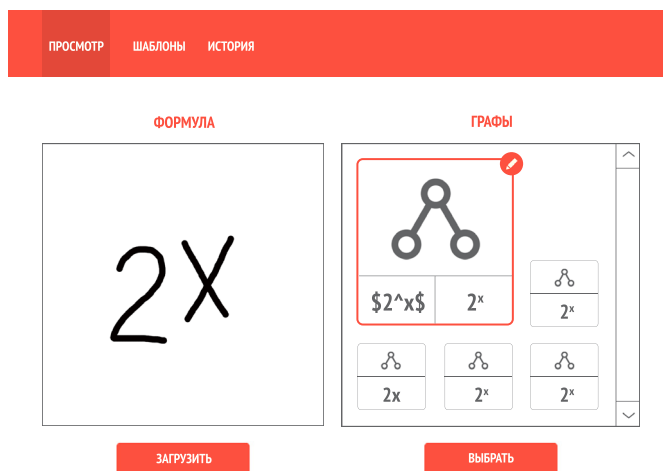 ПРОСМОТР ШАБЛОНЫ ИСТОРИЯ
ФОРМУЛА
ГРАФЫ
2ˣ
$2^x$ 2ˣ
2ˣ
2x 2ˣ 2ˣ
ЗАГРУЗИТЬ
ВЫБРАТЬ